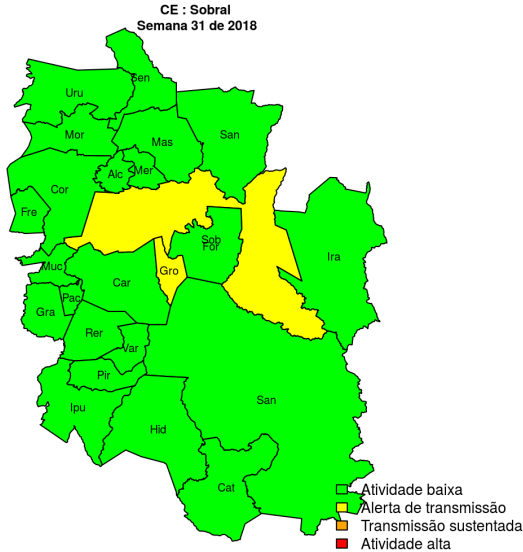 CE : Sobral
Semana 31 de 2018
Sen
Uru
Mor
Mas
San
Alc
Mer
Cor
Fre
Sob
For
Ira
Muc
Gro
Car
Pac
Gra
Rer
Var
Pir
San
Ipu
Hid
Cat
Atividade baixa
Alerta de transmissão
Transmissão sustentada
Atividade alta